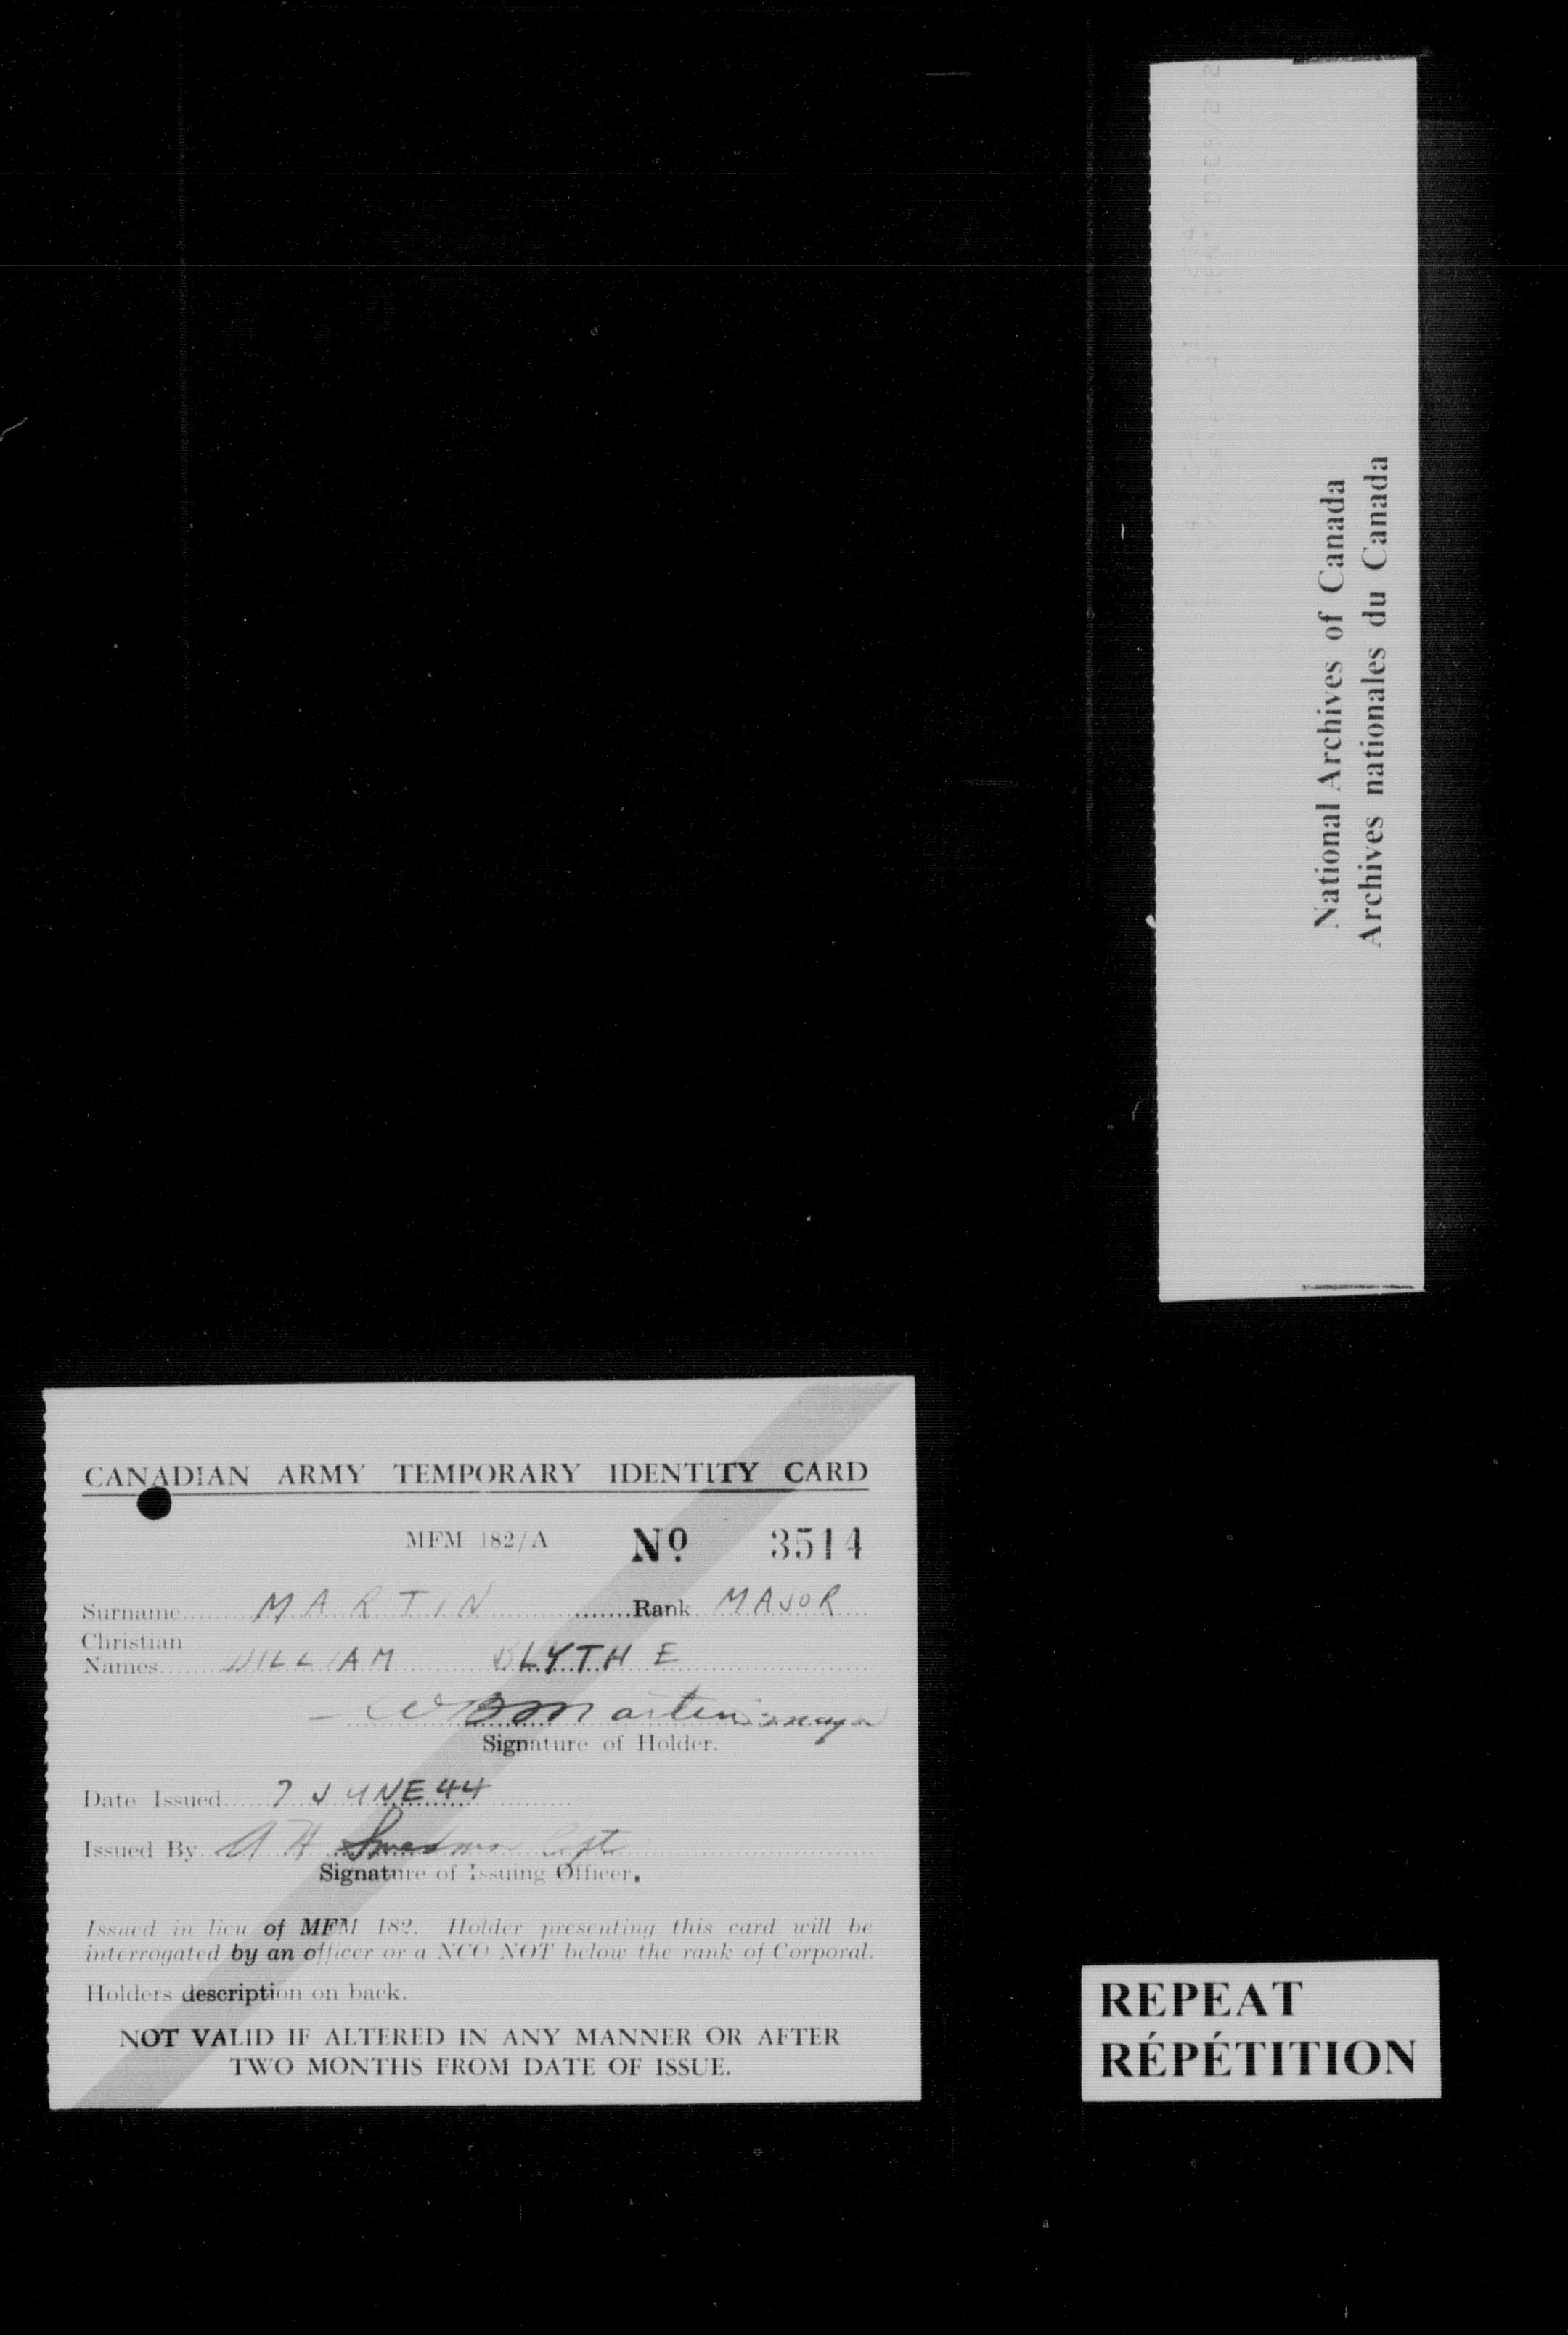 National Archives of Canada
Archives nationales du Canada
CANADIAN ARMY TEMPORARY IDENTITY CARD
MFM 182/A No. 3514
Surname MARTIN Rank MAJOR
Christian
Names WILLIAM BLYTHE
WB Martin major
Signature of Holder.
Date Issued 7 JUNE 44
Issued By A H Capt
Signature of Issuing Officer.
Issued in lieu of MFM 182. Holder presenting this card will be
interrogated by an officer or a NCO NOT below the rank of Corporal.
Holders description on back.
NOT VALID IF ALTERED IN ANY MANNER OR AFTER
TWO MONTHS FROM DATE OF ISSUE.
REPEAT
RÉPÉTITION